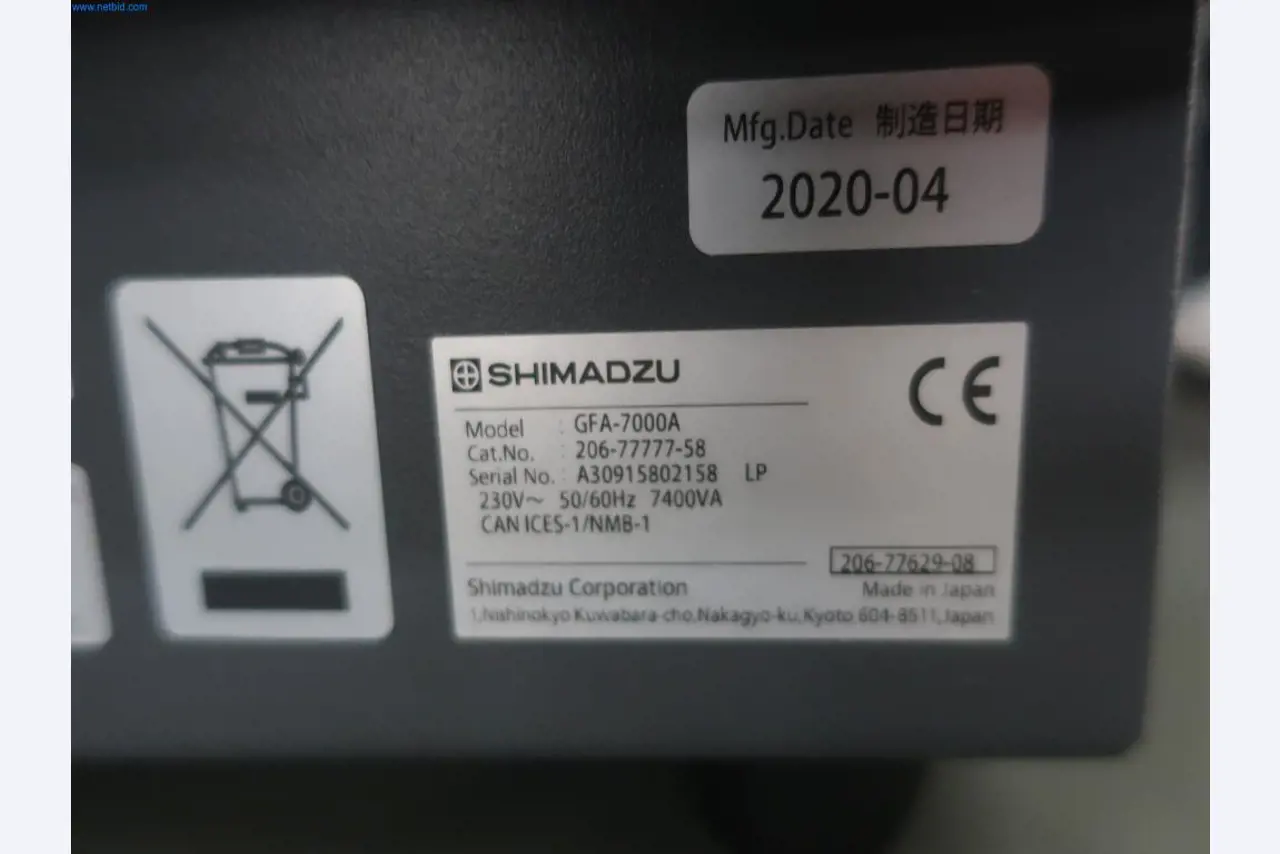 www.netbid.com
Mfg.Date 制造日期
2020-04
SHIMADZU
CE
Model : GFA-7000A
Cat.No. : 206-77777-58
Serial No. : A30915802158 LP
230V～ 50/60Hz 7400VA
CAN ICES-1/NMB-1
206-77629-08
Shimadzu Corporation
Made in Japan
1,Nishinokyo Kuwabara-cho,Nakagyo-ku,Kyoto 604-8511,Japan